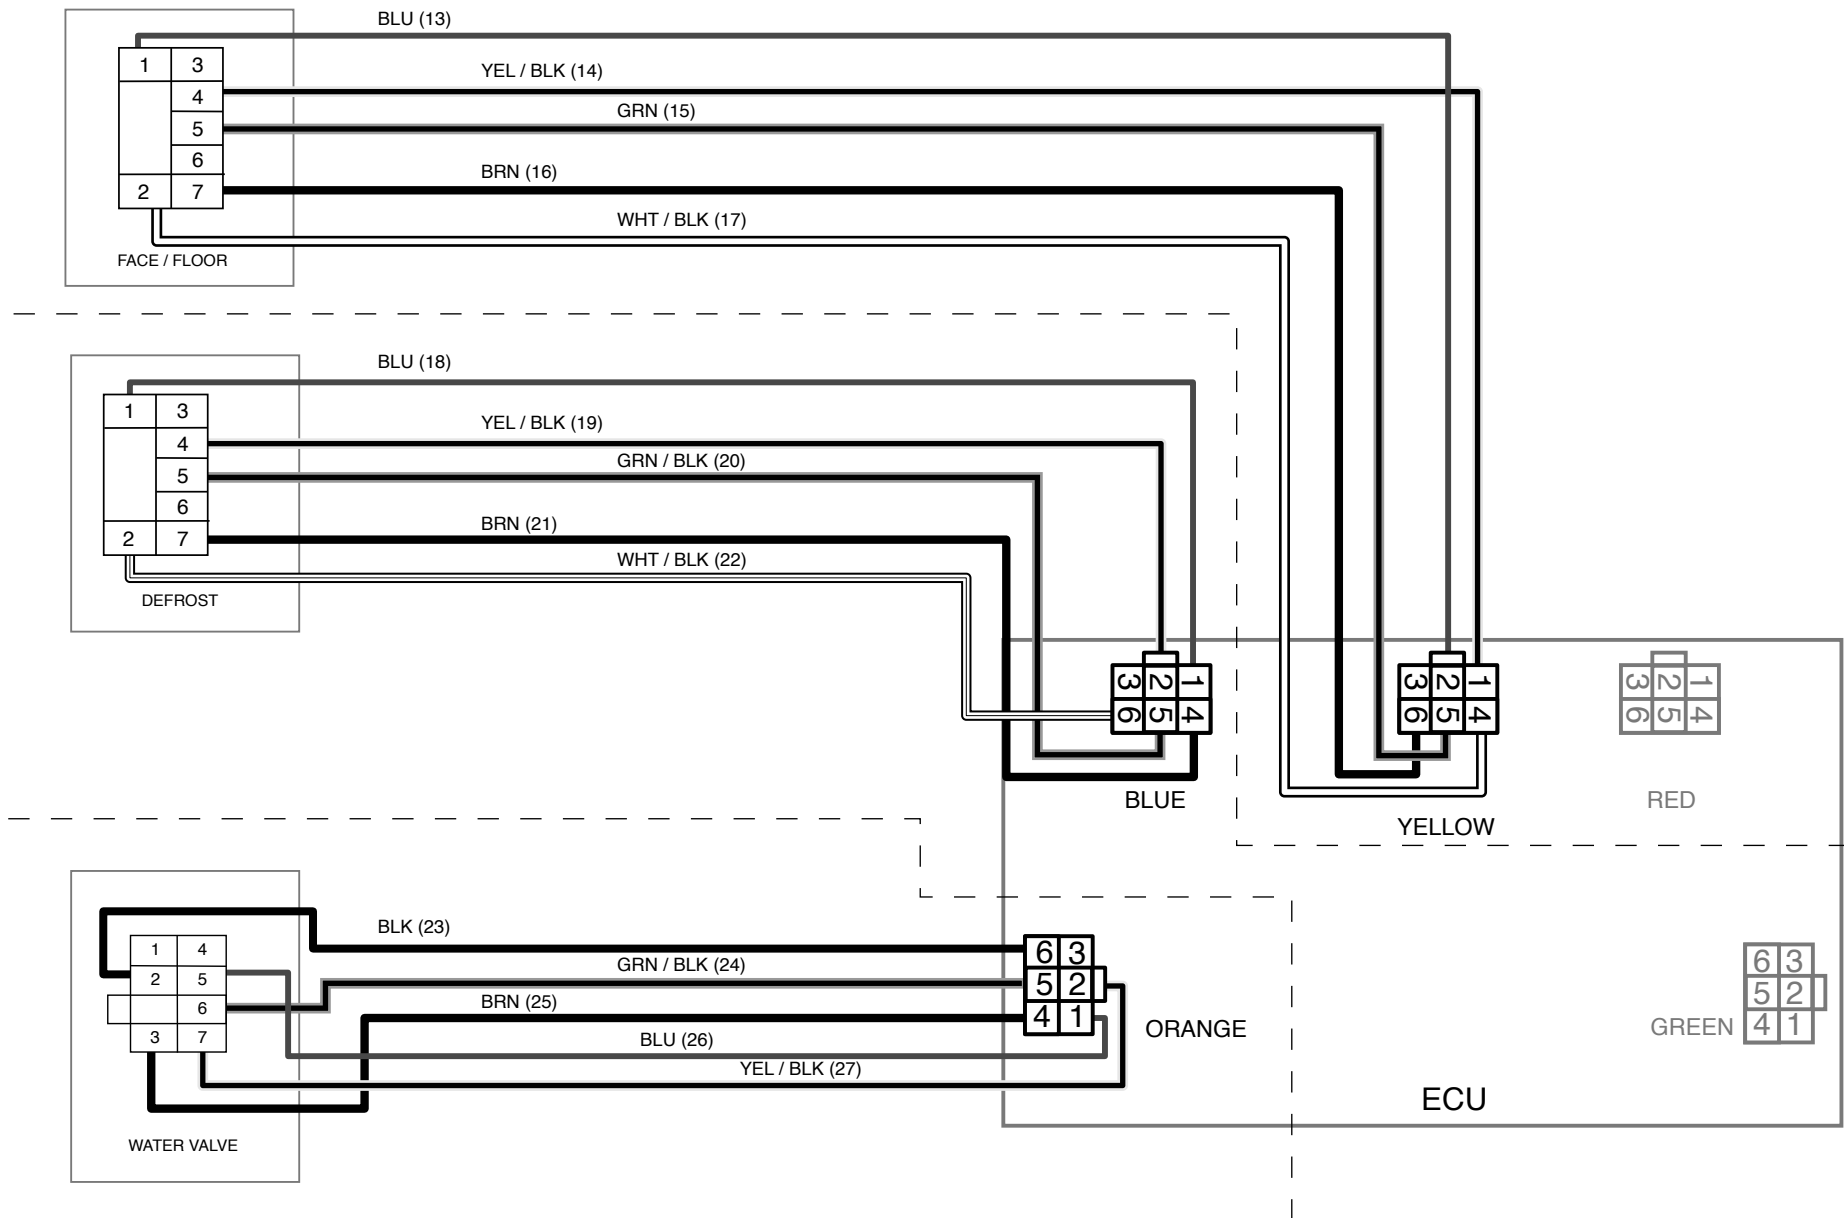 BLU (13)
1 3
YEL / BLK (14)
4
GRN (15)
5
6
BRN (16)
2 7
WHT / BLK (17)
FACE / FLOOR
BLU (18)
1 3
YEL / BLK (19)
4
GRN / BLK (20)
5
6
BRN (21)
2 7
WHT / BLK (22)
DEFROST
3 2 1
6 5 4
BLUE
3 2 1
6 5 4
YELLOW
3 2 1
6 5 4
RED
BLK (23)
1 4
GRN / BLK (24)
2 5
BRN (25)
6
BLU (26)
3 7
YEL / BLK (27)
WATER VALVE
6 3
5 2
4 1
ORANGE
6 3
5 2
4 1
GREEN
ECU